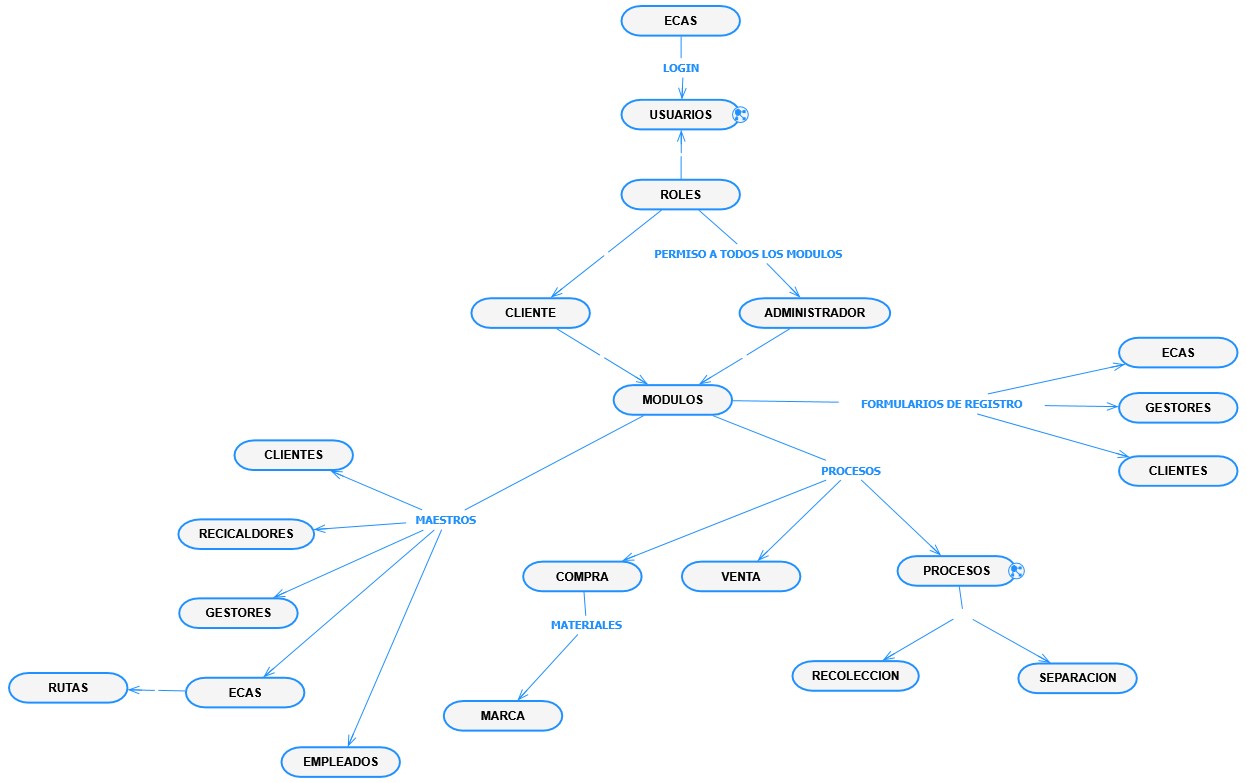 ECAS
LOGIN
USUARIOS
ROLES
PERMISO A TODOS LOS MODULOS
CLIENTE
ADMINISTRADOR
MODULOS
FORMULARIOS DE REGISTRO
ECAS
GESTORES
CLIENTES
MAESTROS
CLIENTES
RECICALDORES
GESTORES
ECAS
RUTAS
EMPLEADOS
PROCESOS
COMPRA
VENTA
PROCESOS
MATERIALES
MARCA
RECOLECCION
SEPARACION